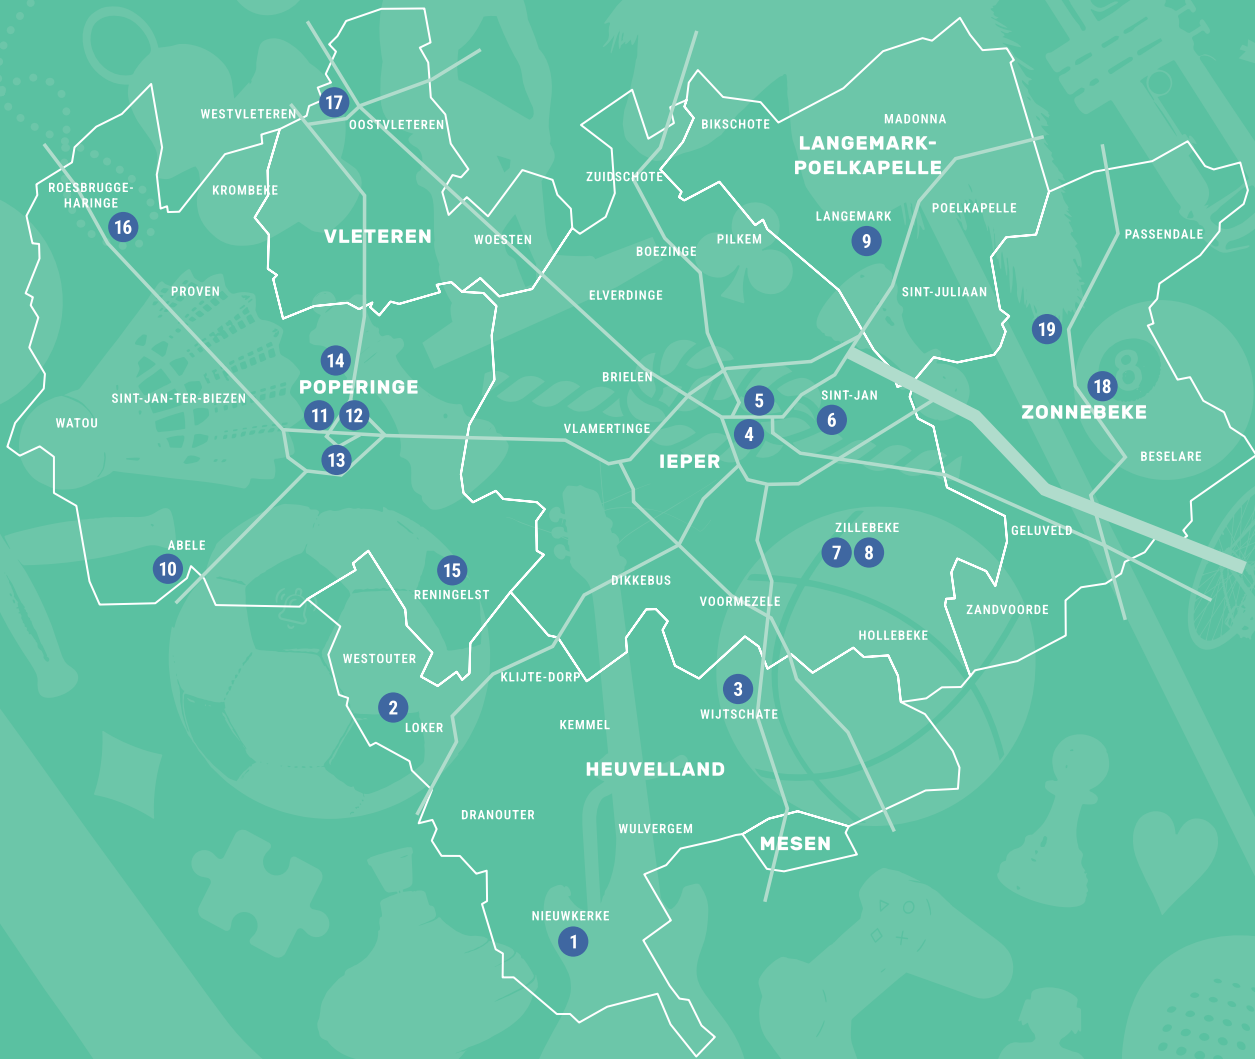 17
WESTVLETEREN
OOSTVLETEREN
BIKSCHOTE
MADONNA
LANGEMARK-
POELKAPELLE
ZUIDSCHOTE
ROESBRUGGE-
HARINGE
KROMBEKE
16
VLETEREN
WOESTEN
LANGEMARK
9
POELKAPELLE
PASSENDALE
PILKEM
BOEZINGE
PROVEN
ELVERDINGE
SINT-JULIAAN
19
14
POPERINGE
BRIELEN
18
SINT-JAN-TER-BIEZEN
11
12
5
SINT-JAN
6
ZONNEBEKE
WATOU
VLAMERTINGE
4
13
IEPER
BESELARE
ZILLEBEKE
7
8
GELUVELD
ABELE
10
15
RENINGELST
DIKKEBUS
VOORMEZELE
ZANDVOORDE
HOLLEBEKE
WESTOUTER
KLIJTE-DORP
3
WIJTSCHATE
2
LOKER
KEMMEL
HEUVELLAND
DRANOUTER
WULVERGEM
MESEN
NIEUWKERKE
1
8